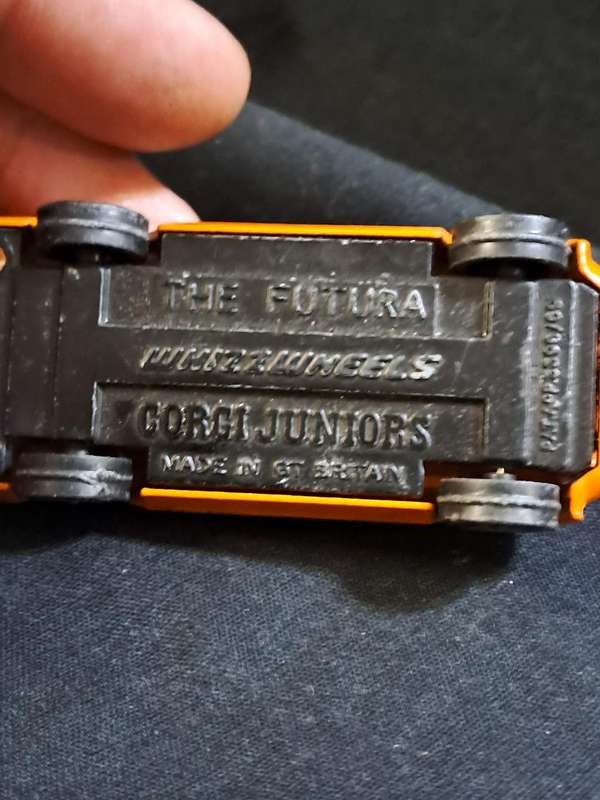 THE FUTURA
WHIZZWHEELS
CORGI JUNIORS
MADE IN GT BRITAIN